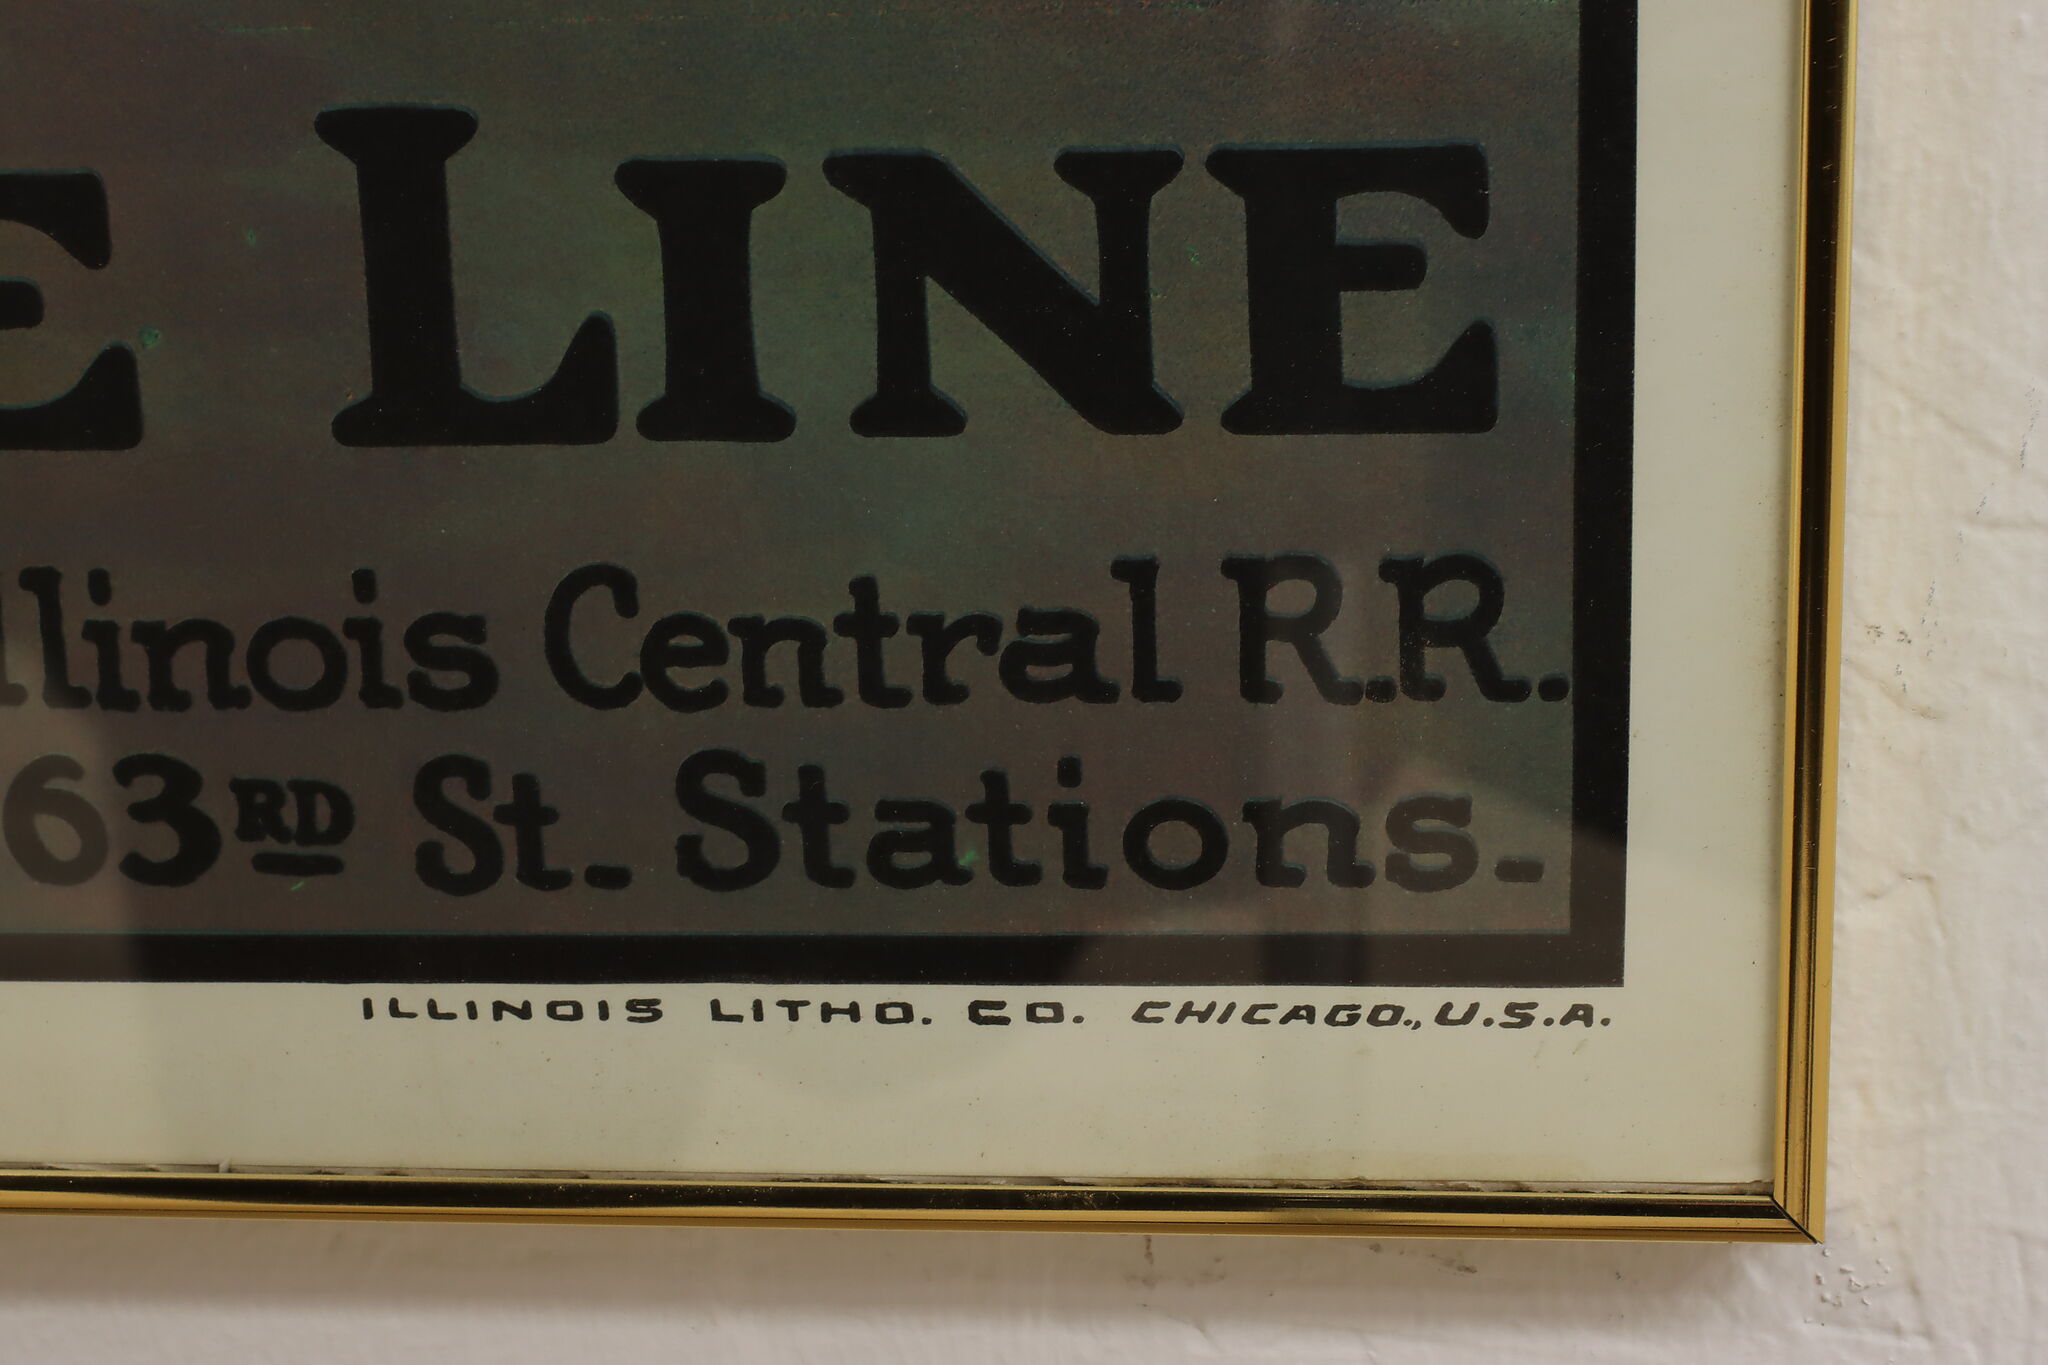 E LINE
llinois Central R.R.
63RD St. Stations.
ILLINOIS LITHO. CO. CHICAGO., U.S.A.